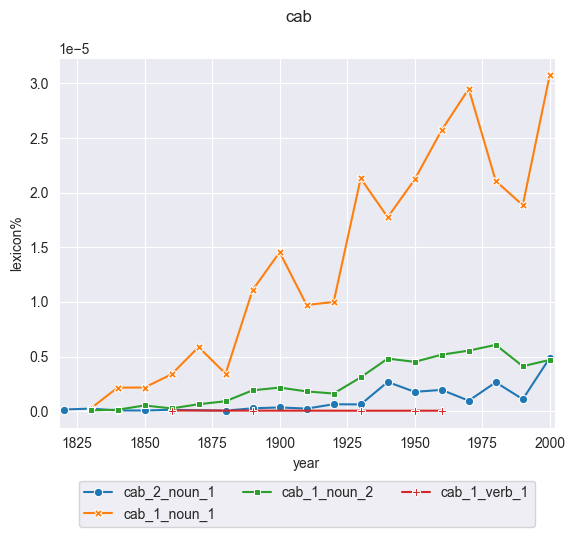 cab
1e−5
3.0
2.5
2.0
1.5
1.0
0.5
0.0
lexicon%
1825 1850 1875 1900 1925 1950 1975 2000
year
cab_2_noun_1 cab_1_noun_2 cab_1_verb_1
cab_1_noun_1